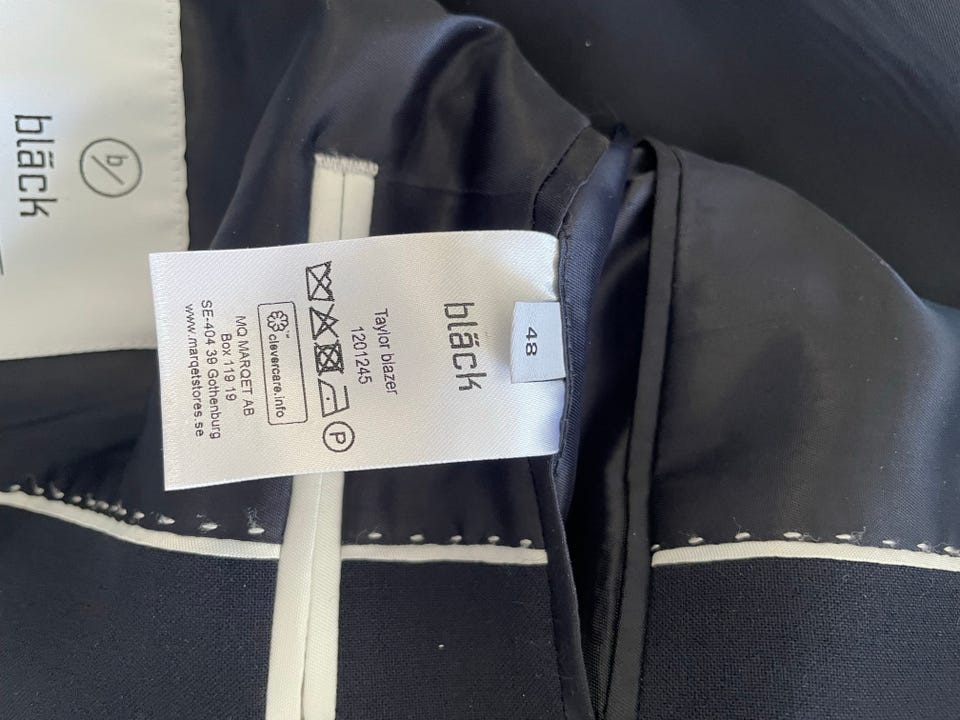 b/
bläck
48
bläck
Taylor blazer
1201245
P
clevercare.info
MQ MARQET AB
Box 119 19
SE-404 39 Gothenburg
www.marqetstores.se